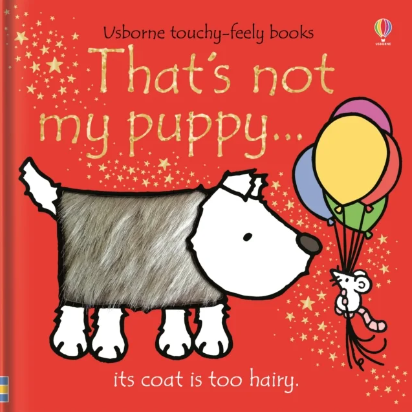 Usborne touchy-feely books
That's not
my puppy...
its coat is too hairy.